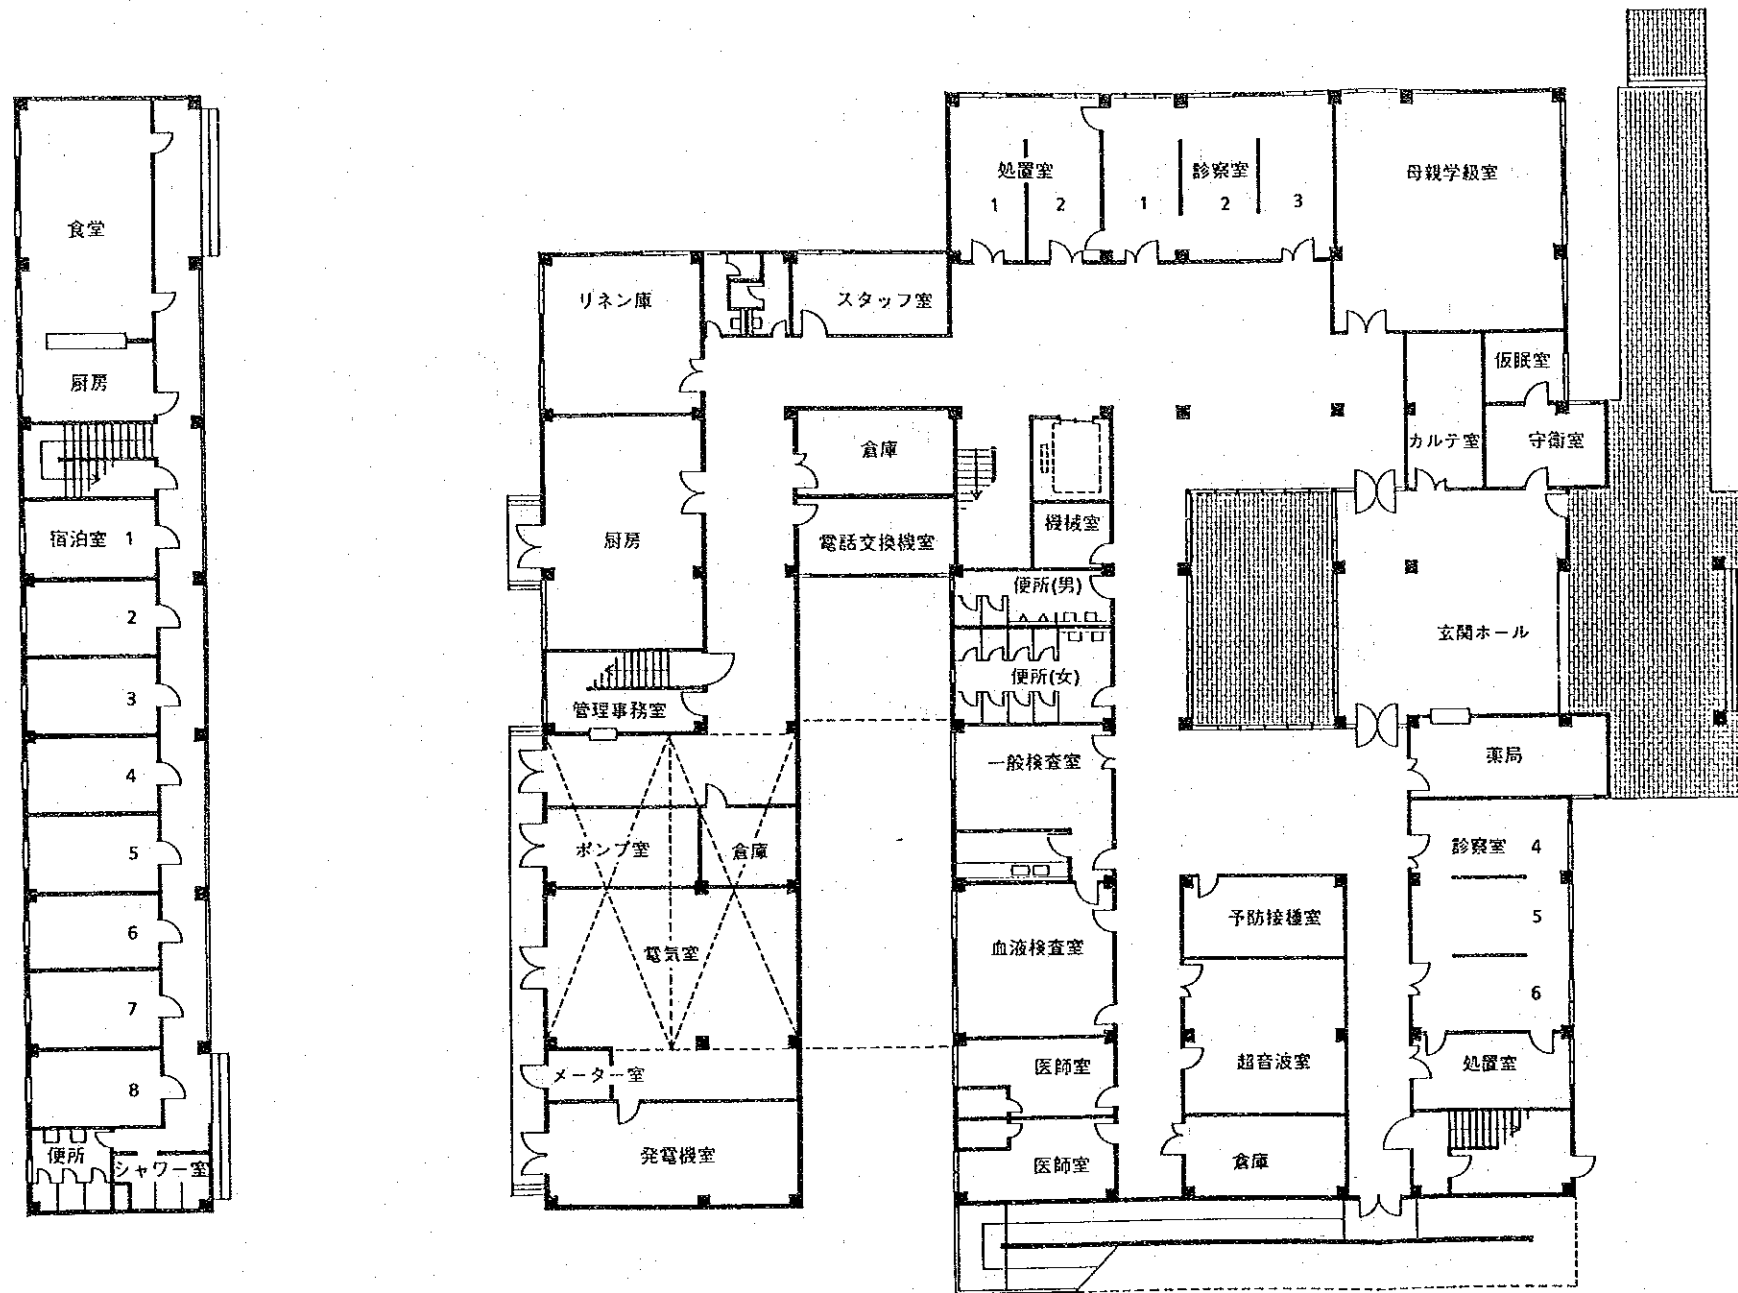 食堂
厨房
宿泊室 1
2
3
4
5
6
7
8
便所
シャワー室
リネン庫
スタッフ室
厨房
倉庫
電話交換機室
管理事務室
ポンプ室
倉庫
電気室
メーター室
発電機室
処置室
1
2
診察室
1
2
3
母親学級室
仮眠室
カルテ室
守衛室
機械室
便所(男)
便所(女)
玄関ホール
一般検査室
薬局
血液検査室
予防接種室
診察室 4
5
6
医師室
超音波室
処置室
医師室
倉庫